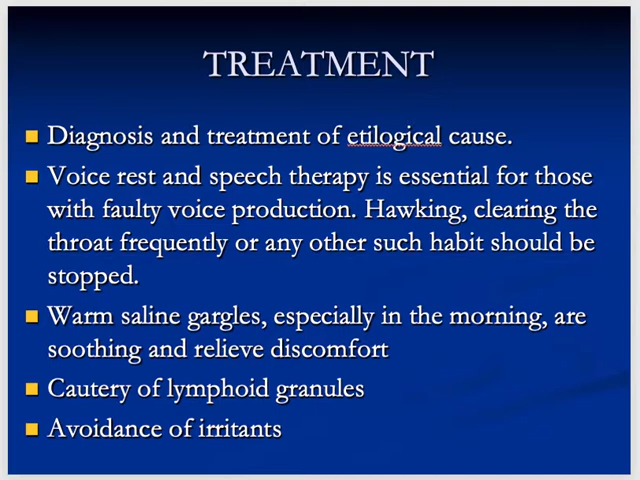 TREATMENT
Diagnosis and treatment of etilogical cause.
Voice rest and speech therapy is essential for those
with faulty voice production. Hawking, clearing the
throat frequently or any other such habit should be
stopped.
Warm saline gargles, especially in the morning, are
soothing and relieve discomfort
Cautery of lymphoid granules
Avoidance of irritants